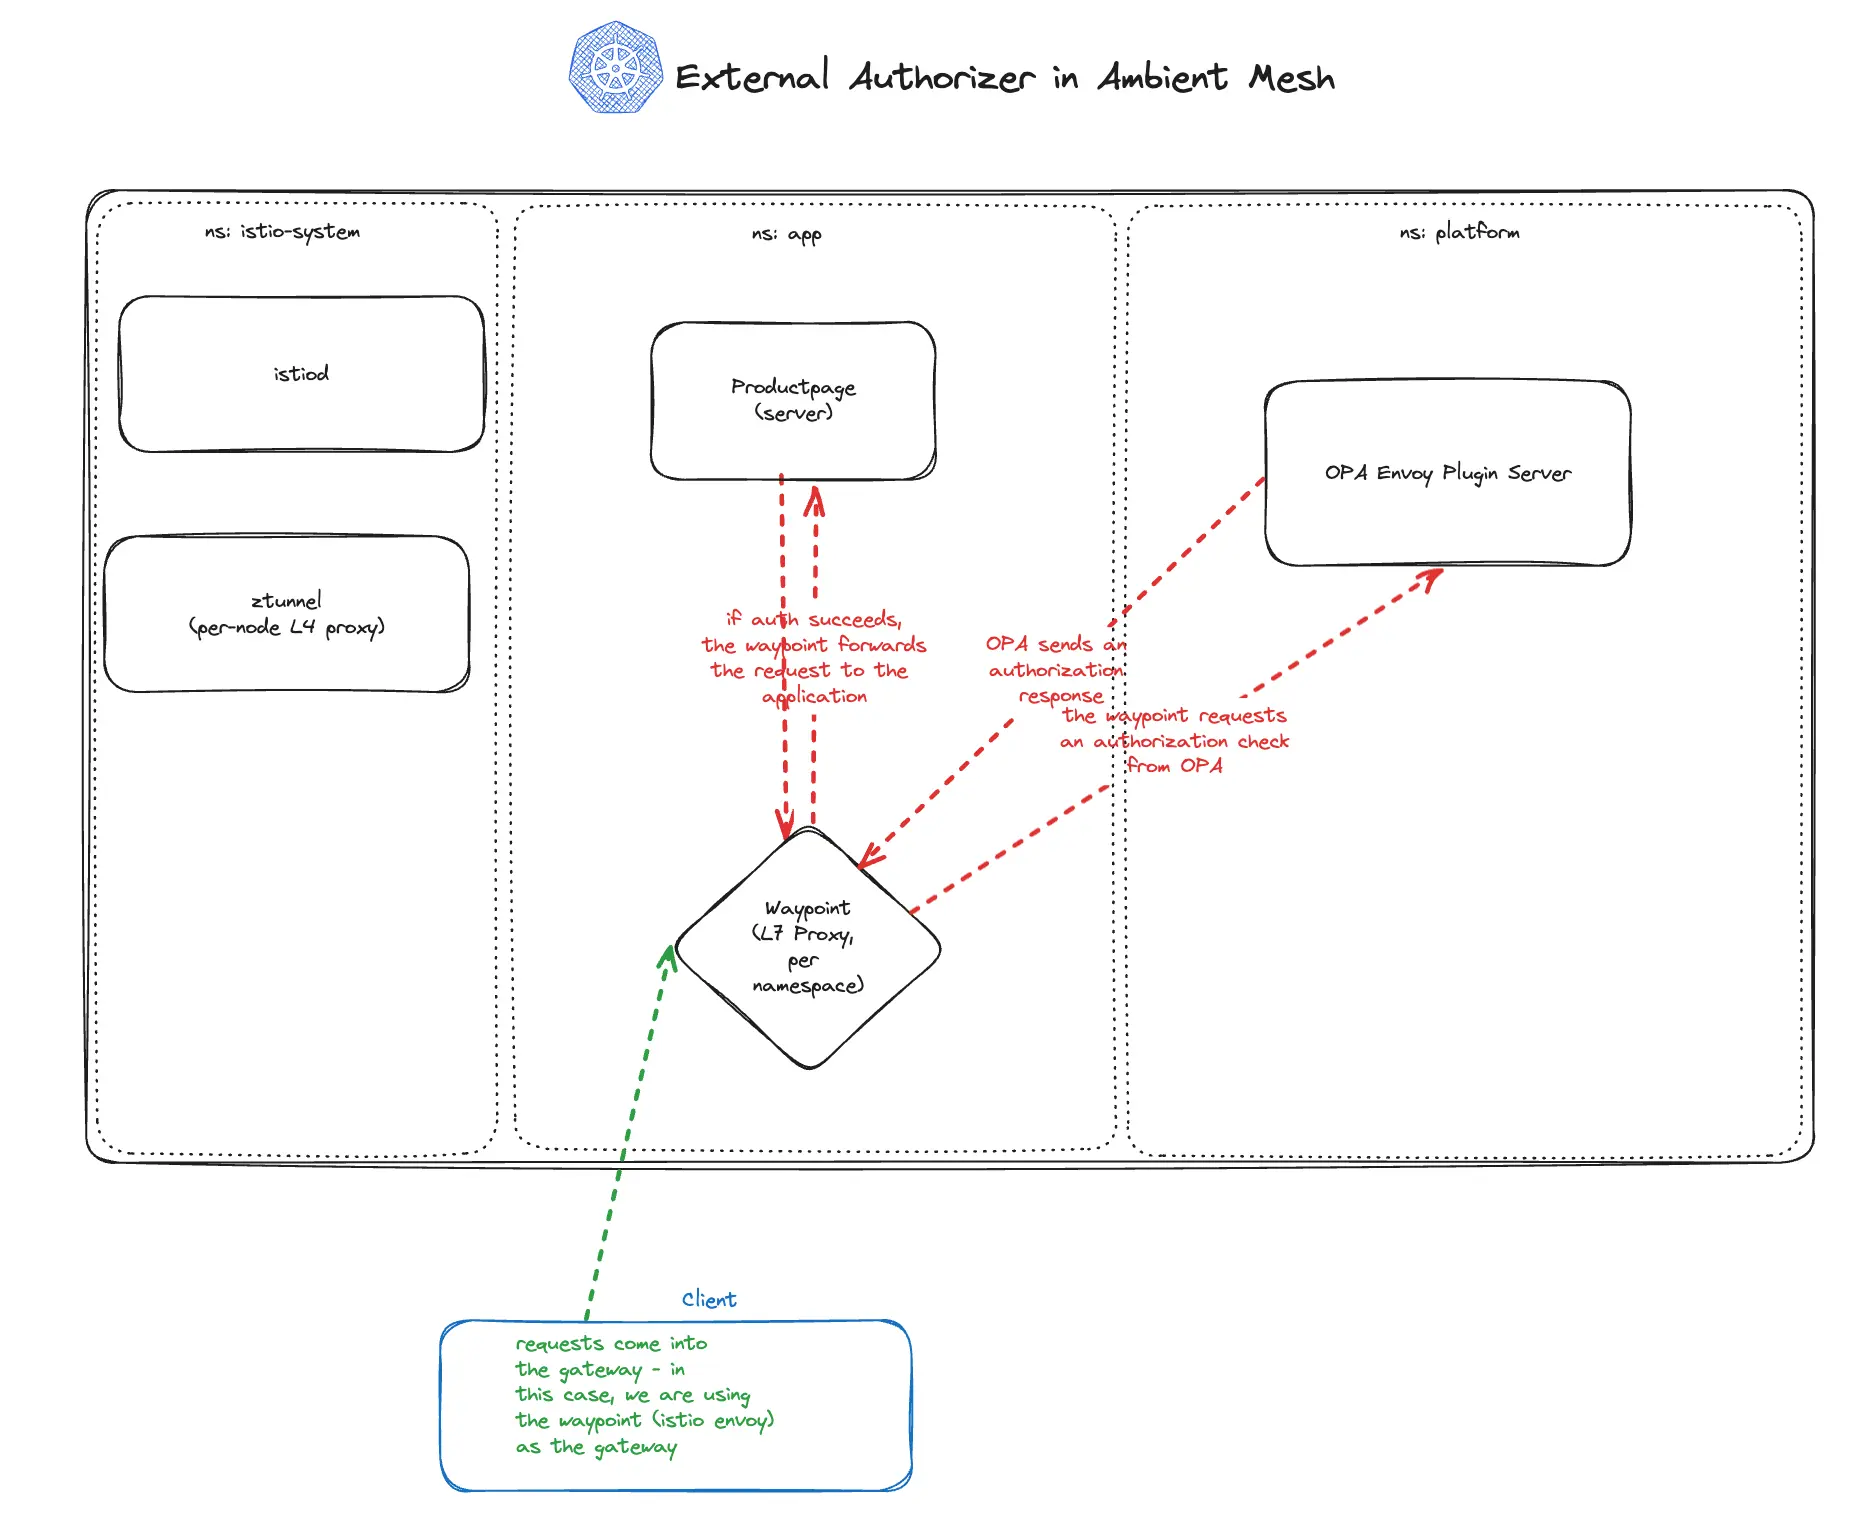 External Authorizer in Ambient Mesh
ns: istio-system
istiod
ztunnel
(per-node L4 proxy)
ns: app
Productpage
(server)
if auth succeeds,
the waypoint forwards
the request to the
application
Waypoint
(L7 Proxy,
per
namespace)
ns: platform
OPA Envoy Plugin Server
OPA sends an
authorization
response
the waypoint requests
an authorization check
from OPA
Client
requests come into
the gateway - in
this case, we are using
the waypoint (istio envoy)
as the gateway